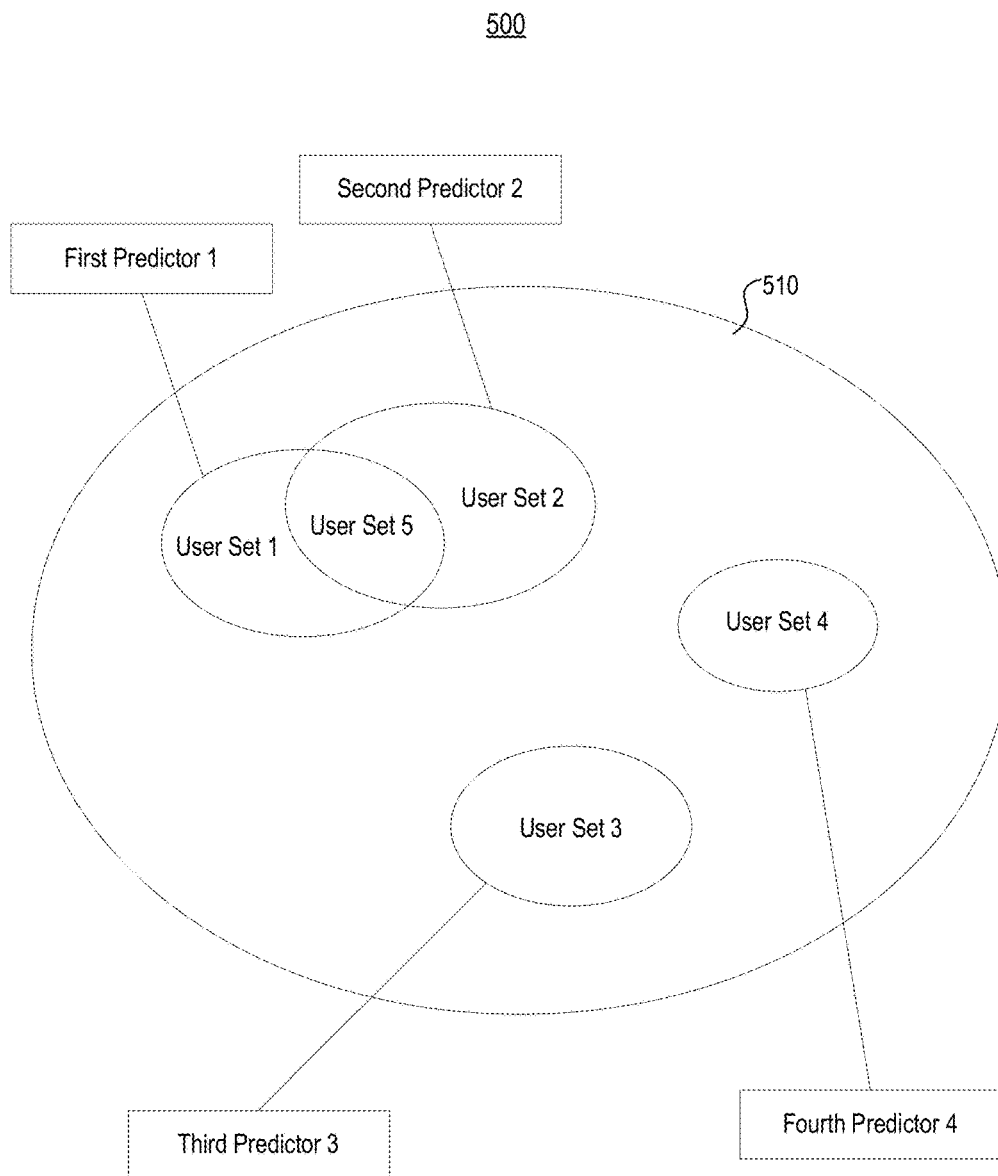 500
Second Predictor 2
First Predictor 1
510
User Set 2
User Set 5
User Set 1
User Set 4
User Set 3
Fourth Predictor 4
Third Predictor 3